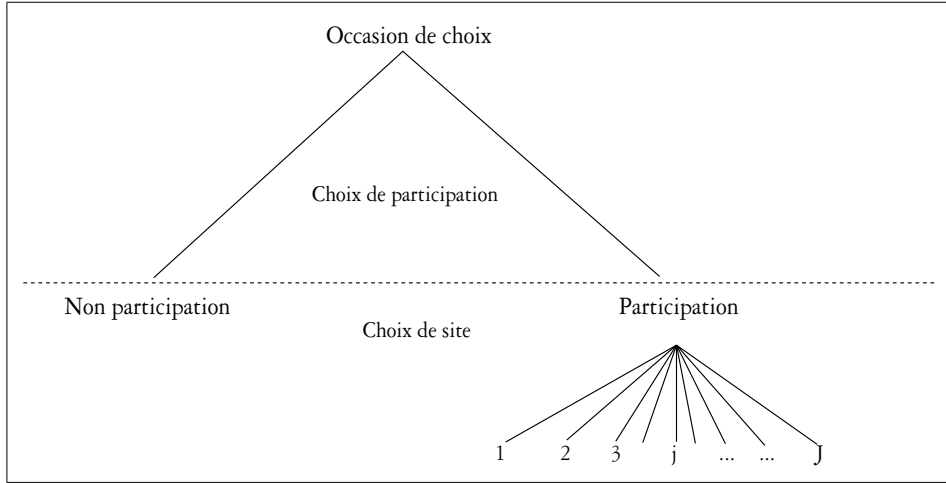 Occasion de choix
Choix de participation
Non participation
Participation
Choix de site
1 2 3 j ... ... J